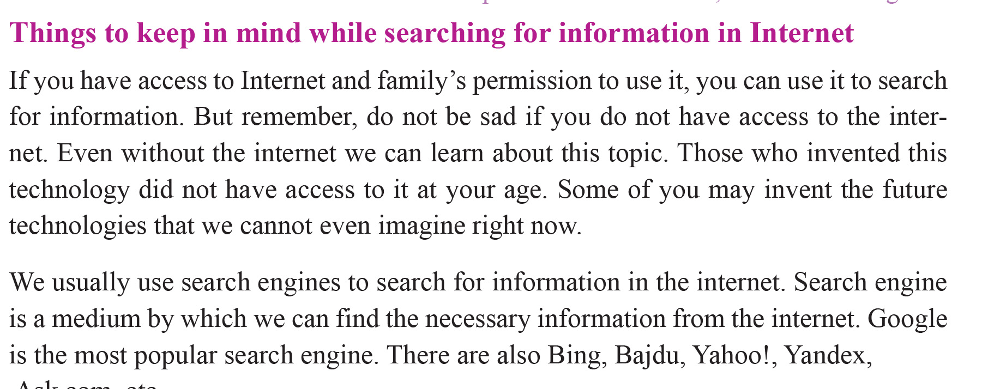 Things to keep in mind while searching for information in Internet
If you have access to Internet and family’s permission to use it, you can use it to search
for information. But remember, do not be sad if you do not have access to the inter-
net. Even without the internet we can learn about this topic. Those who invented this
technology did not have access to it at your age. Some of you may invent the future
technologies that we cannot even imagine right now.
We usually use search engines to search for information in the internet. Search engine
is a medium by which we can find the necessary information from the internet. Google
is the most popular search engine. There are also Bing, Bajdu, Yahoo!, Yandex,
Ask.com, etc